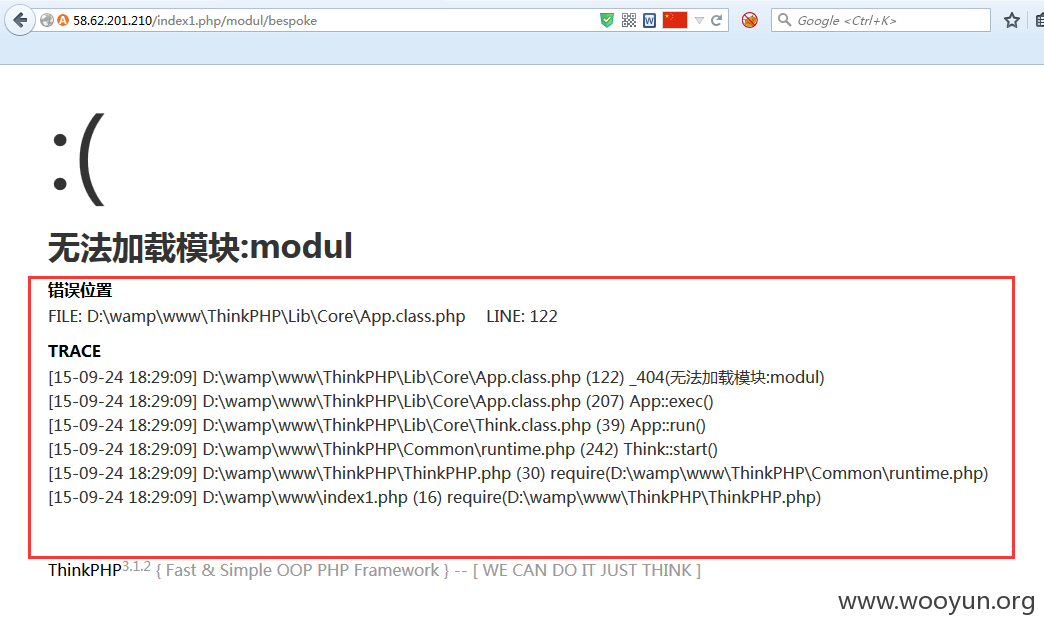 58.62.201.210/index1.php/modul/bespoke
Google <Ctrl+K>
:(
无法加载模块:modul
错误位置
FILE: D:\wamp\www\ThinkPHP\Lib\Core\App.class.php LINE: 122
TRACE
[15-09-24 18:29:09] D:\wamp\www\ThinkPHP\Lib\Core\App.class.php (122) _404(无法加载模块:modul)
[15-09-24 18:29:09] D:\wamp\www\ThinkPHP\Lib\Core\App.class.php (207) App::exec()
[15-09-24 18:29:09] D:\wamp\www\ThinkPHP\Lib\Core\Think.class.php (39) App::run()
[15-09-24 18:29:09] D:\wamp\www\ThinkPHP\Common\runtime.php (242) Think::start()
[15-09-24 18:29:09] D:\wamp\www\ThinkPHP\ThinkPHP.php (30) require(D:\wamp\www\ThinkPHP\Common\runtime.php)
[15-09-24 18:29:09] D:\wamp\www\index1.php (16) require(D:\wamp\www\ThinkPHP\ThinkPHP.php)
ThinkPHP3.1.2 { Fast & Simple OOP PHP Framework } -- [ WE CAN DO IT JUST THINK ]
www.wooyun.org